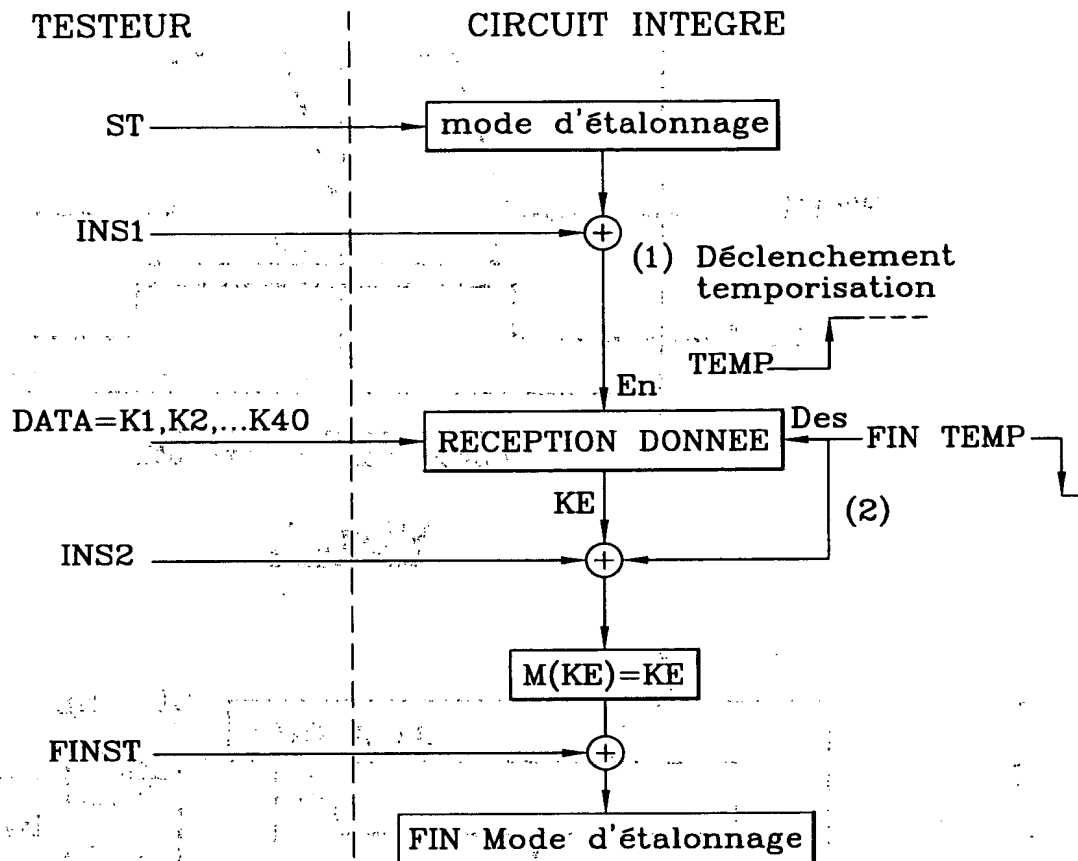 TESTEUR
CIRCUIT INTEGRE
ST
mode d'étalonnage
INS1
+
(1) Déclenchement
temporisation
TEMP
En
DATA=K1,K2,...K40
RECEPTION DONNEE
Des
FIN TEMP
KE
(2)
INS2
+
M(KE)=KE
FINST
+
FIN Mode d'étalonnage